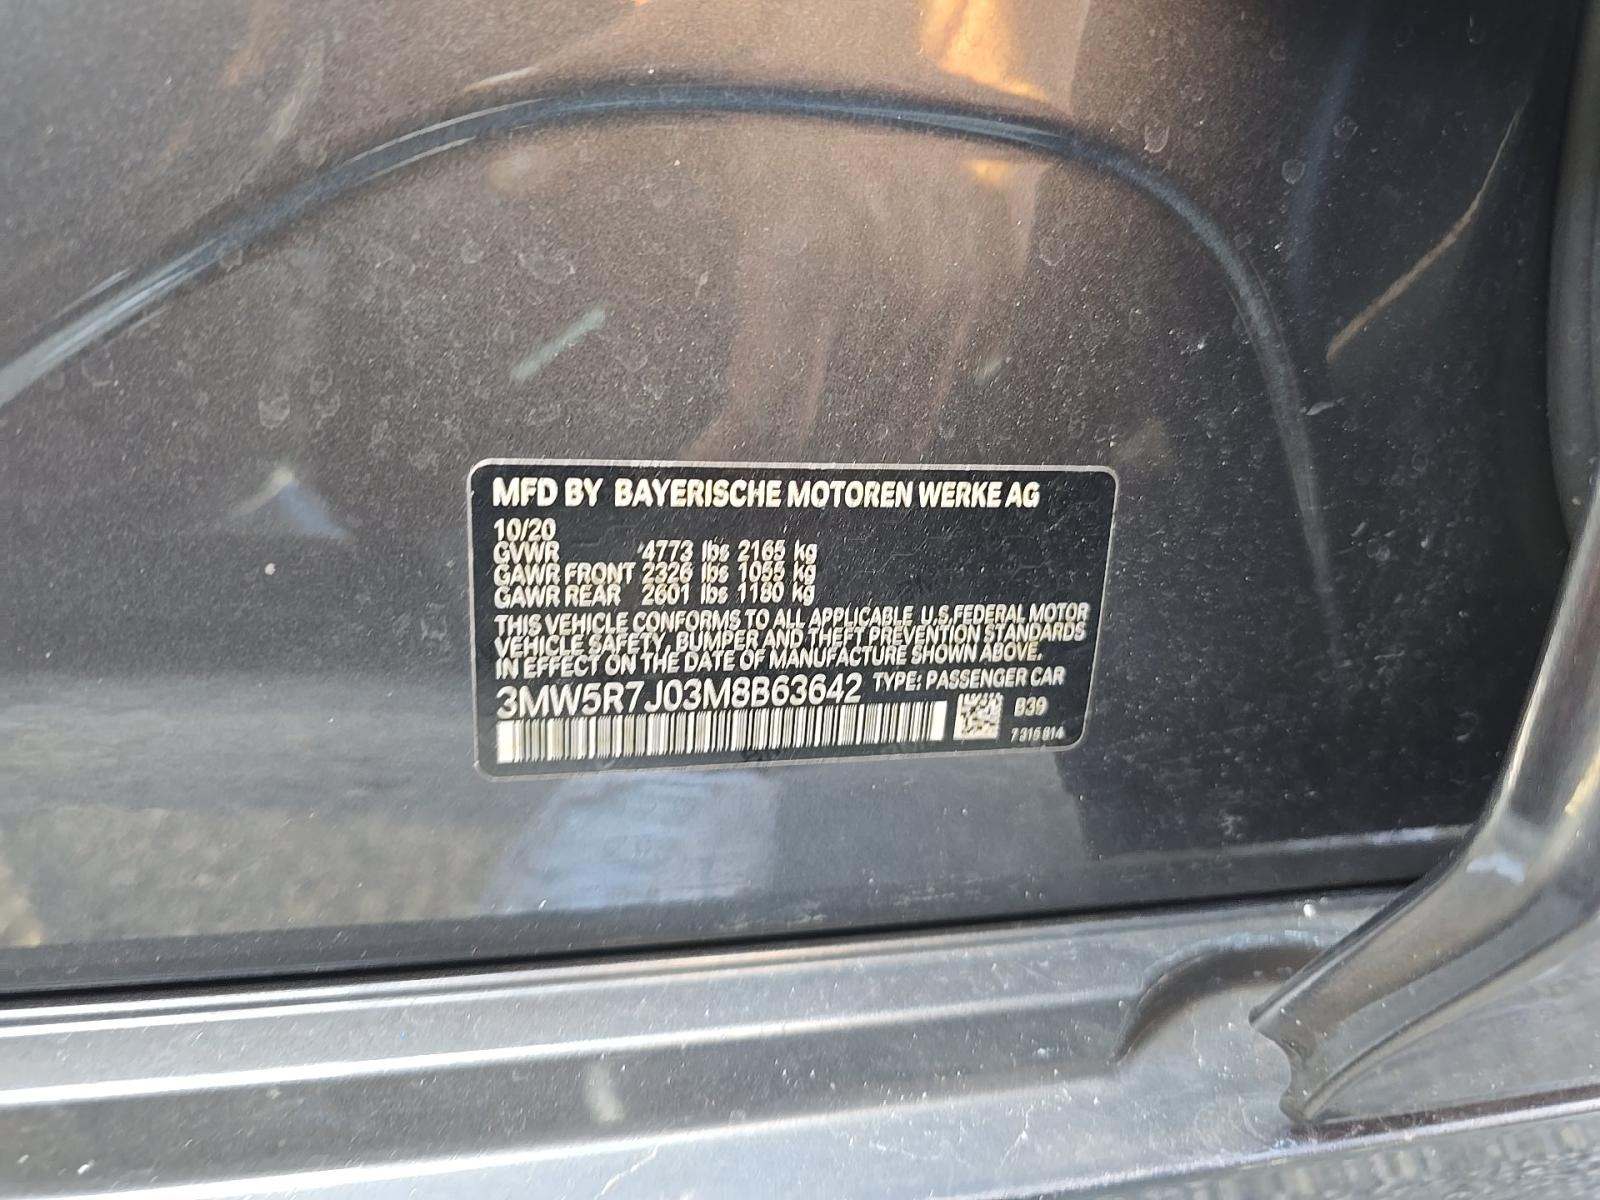 MFD BY BAYERISCHE MOTOREN WERKE AG
10/20
GVWR 4773 lbs 2165 kg
GAWR FRONT 2326 lbs 1055 kg
GAWR REAR 2601 lbs 1180 kg
THIS VEHICLE CONFORMS TO ALL APPLICABLE U.S.FEDERAL MOTOR
VEHICLE SAFETY, BUMPER AND THEFT PREVENTION STANDARDS
IN EFFECT ON THE DATE OF MANUFACTURE SHOWN ABOVE.
3MW5R7J03M8B63642 TYPE: PASSENGER CAR
B39
7 316 814